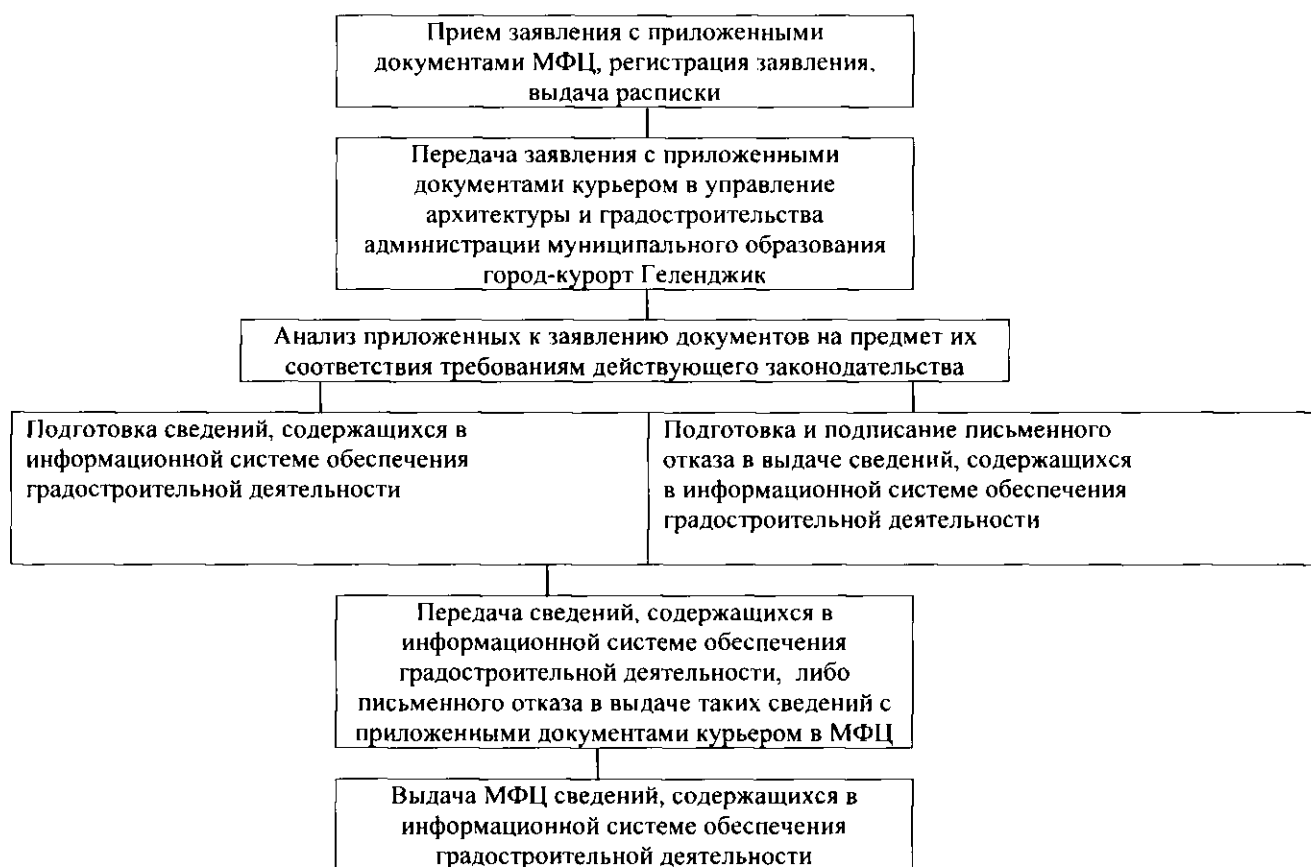 Прием заявления с приложенными
документами МФЦ, регистрация заявления,
выдача расписки
Передача заявления с приложенными
документами курьером в управление
архитектуры и градостроительства
администрации муниципального образования
город-курорт Геленджик
Анализ приложенных к заявлению документов на предмет их
соответствия требованиям действующего законодательства
Подготовка сведений, содержащихся в
информационной системе обеспечения
градостроительной деятельности
Подготовка и подписание письменного
отказа в выдаче сведений, содержащихся
в информационной системе обеспечения
градостроительной деятельности
Передача сведений, содержащихся в
информационной системе обеспечения
градостроительной деятельности, либо
письменного отказа в выдаче таких сведений с
приложенными документами курьером в МФЦ
Выдача МФЦ сведений, содержащихся в
информационной системе обеспечения
градостроительной деятельности